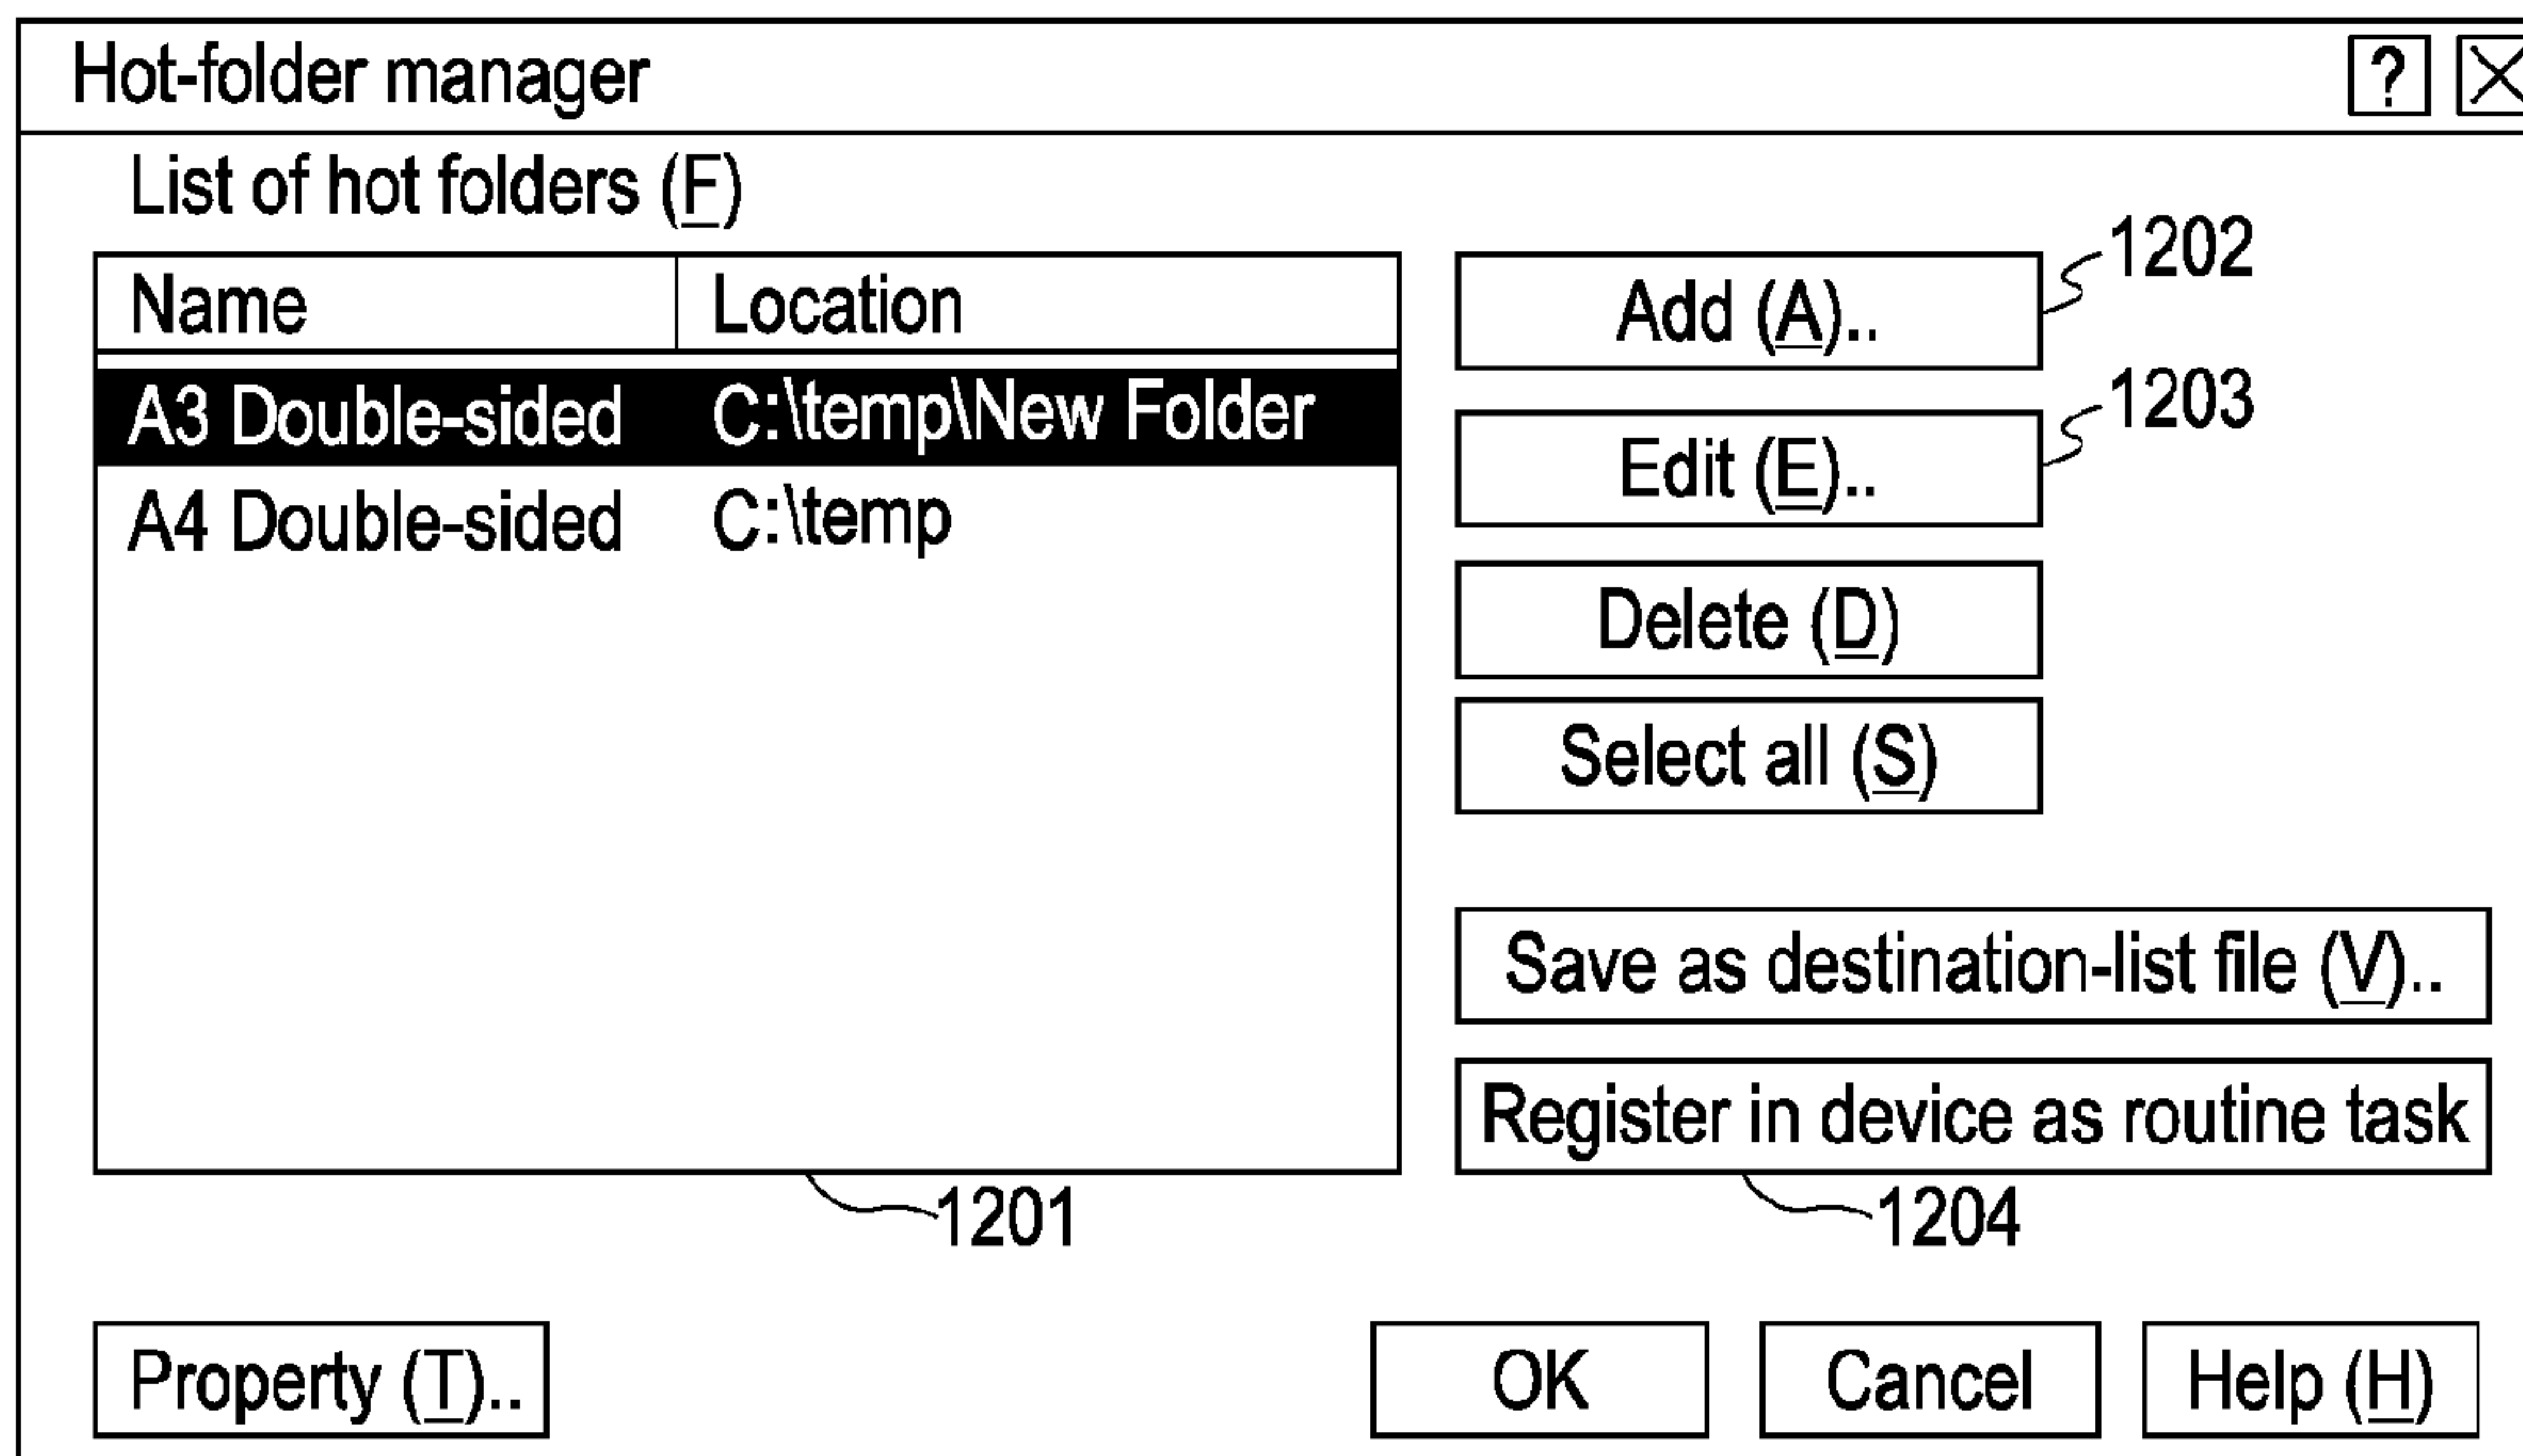 Hot-folder manager ?
List of hot folders (F)
Name Location
A3 Double-sided C:\temp\New Folder
A4 Double-sided C:\temp
Add (A)..
1202
Edit (E)..
1203
Delete (D)
Select all (S)
Save as destination-list file (V)..
Register in device as routine task
1201
1204
Property (T)..
OK
Cancel
Help (H)